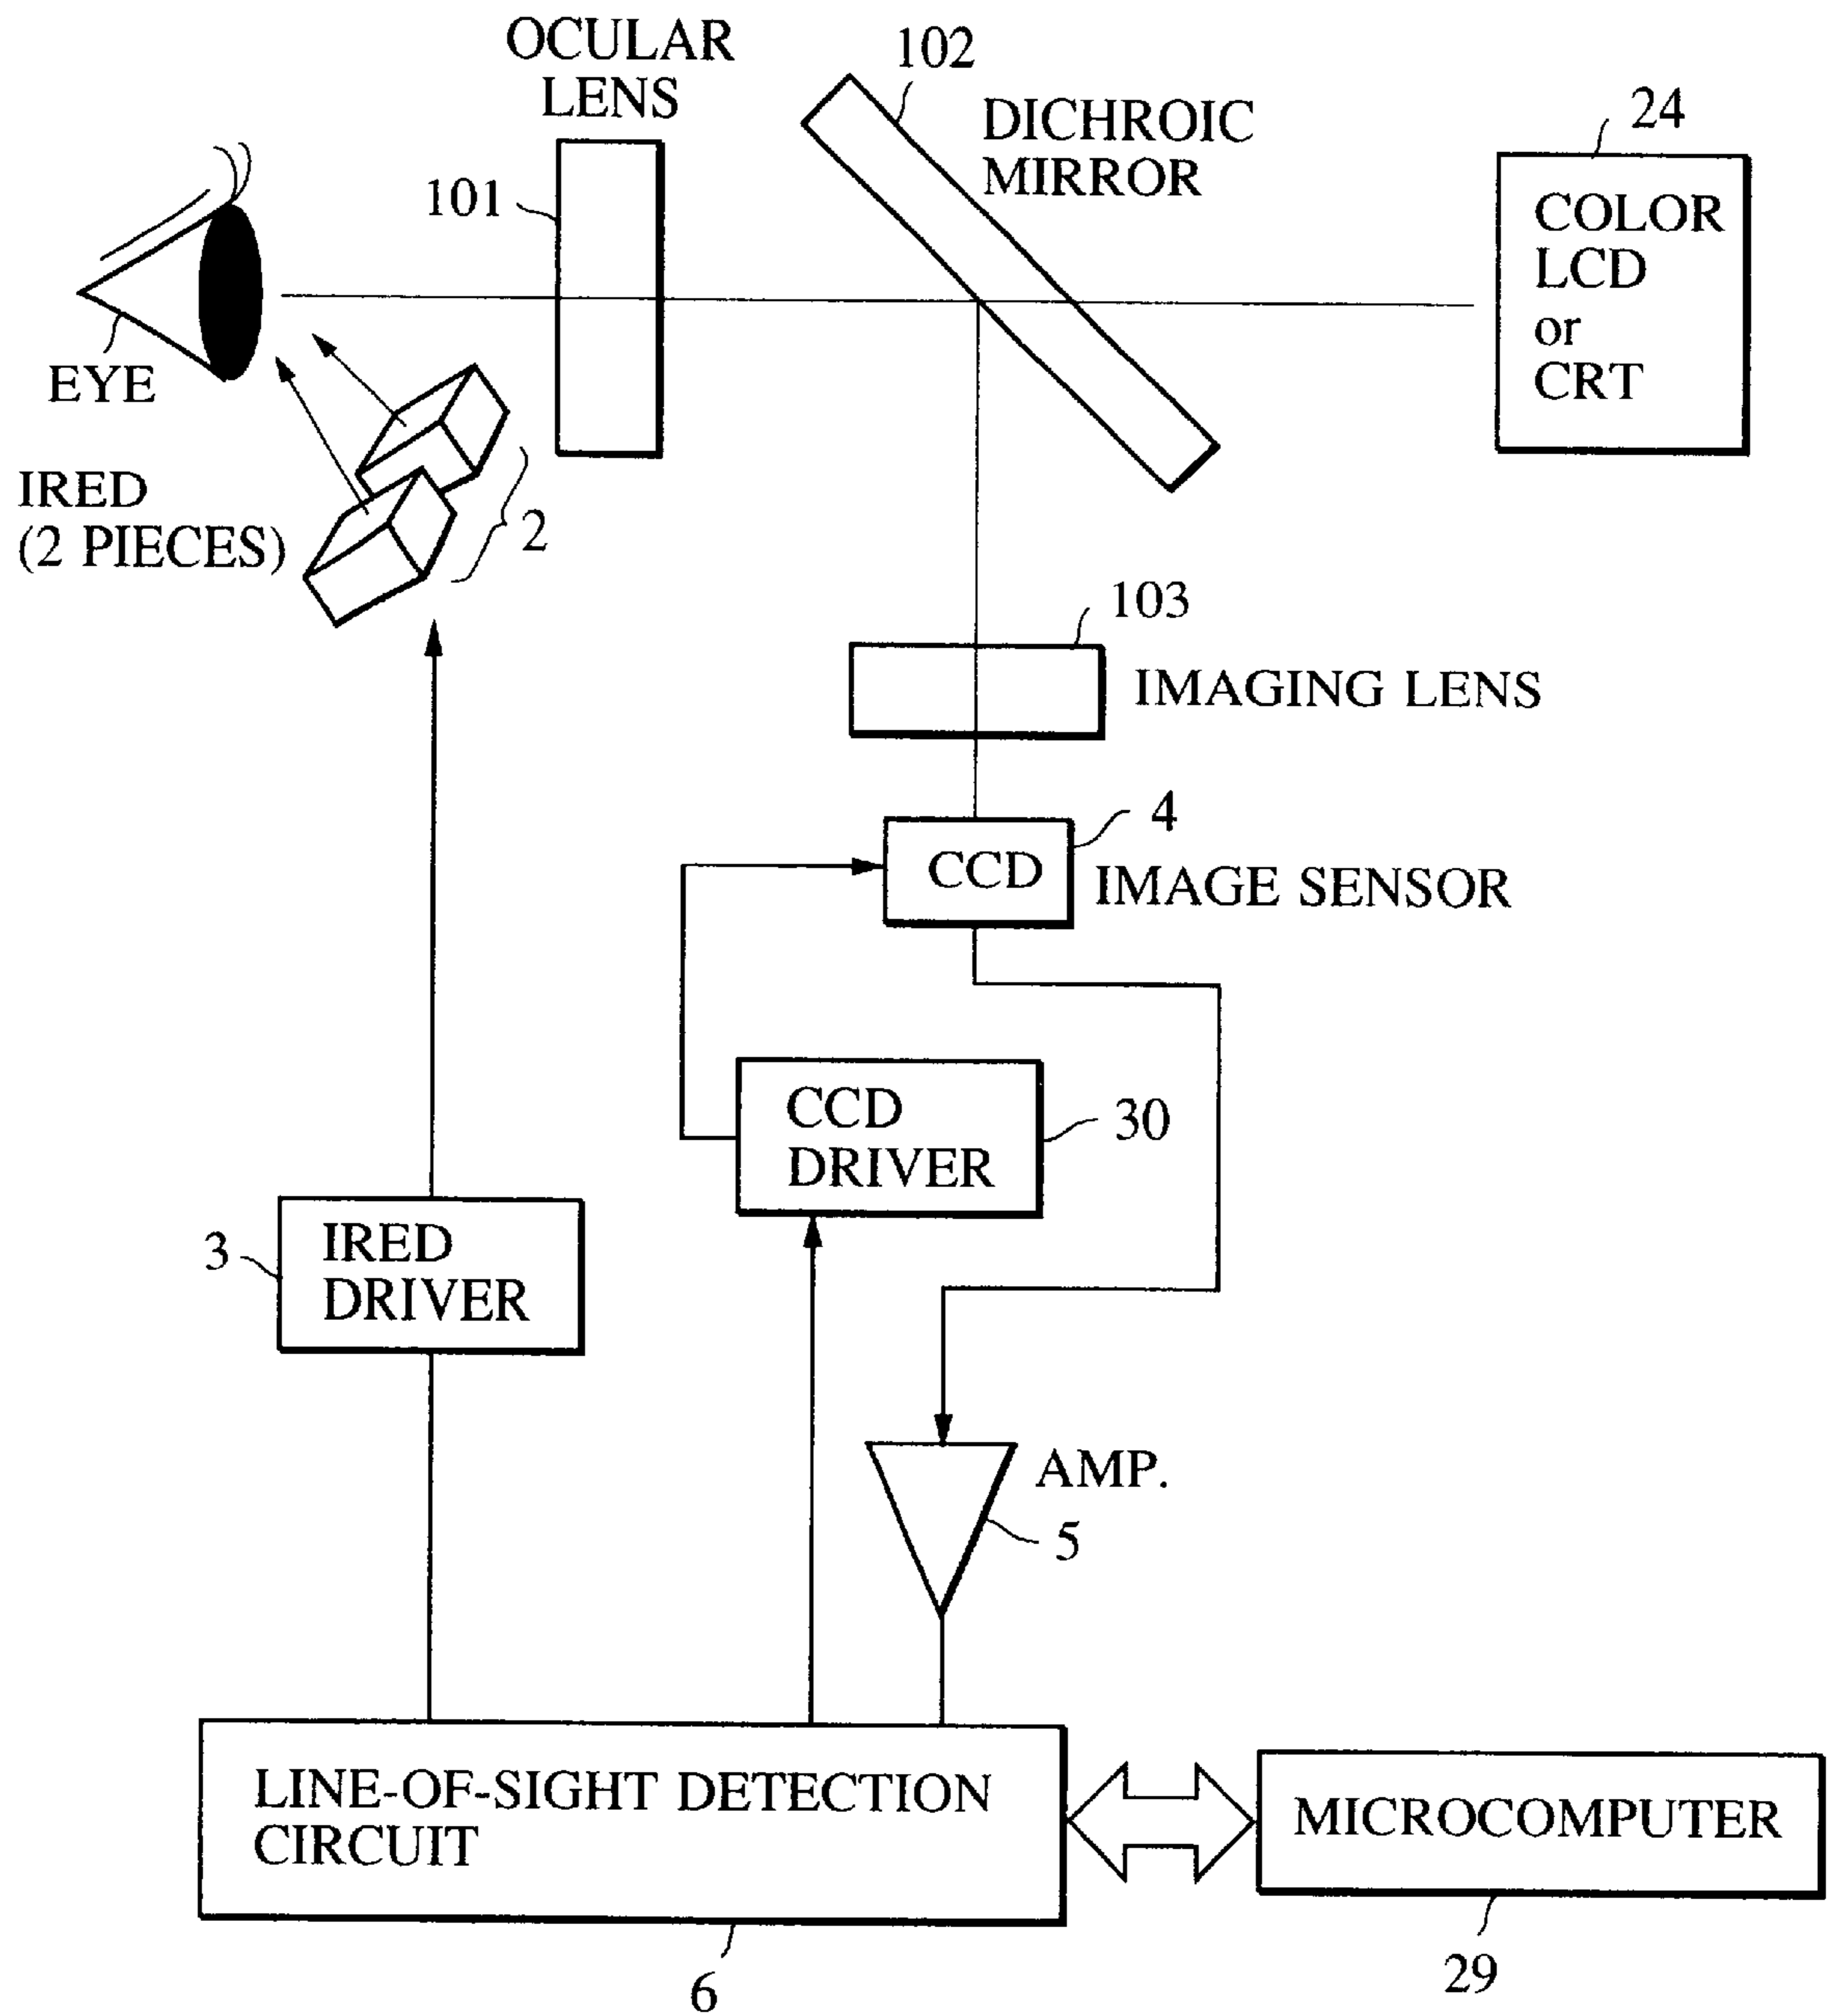 OCULAR
LENS
102
DICHROIC
MIRROR
24
101
COLOR
LCD
or
CRT
EYE
IRED
(2 PIECES)
2
103
IMAGING LENS
4
CCD
IMAGE SENSOR
CCD
DRIVER
30
3
IRED
DRIVER
AMP.
5
LINE-OF-SIGHT DETECTION
CIRCUIT
MICROCOMPUTER
6
29